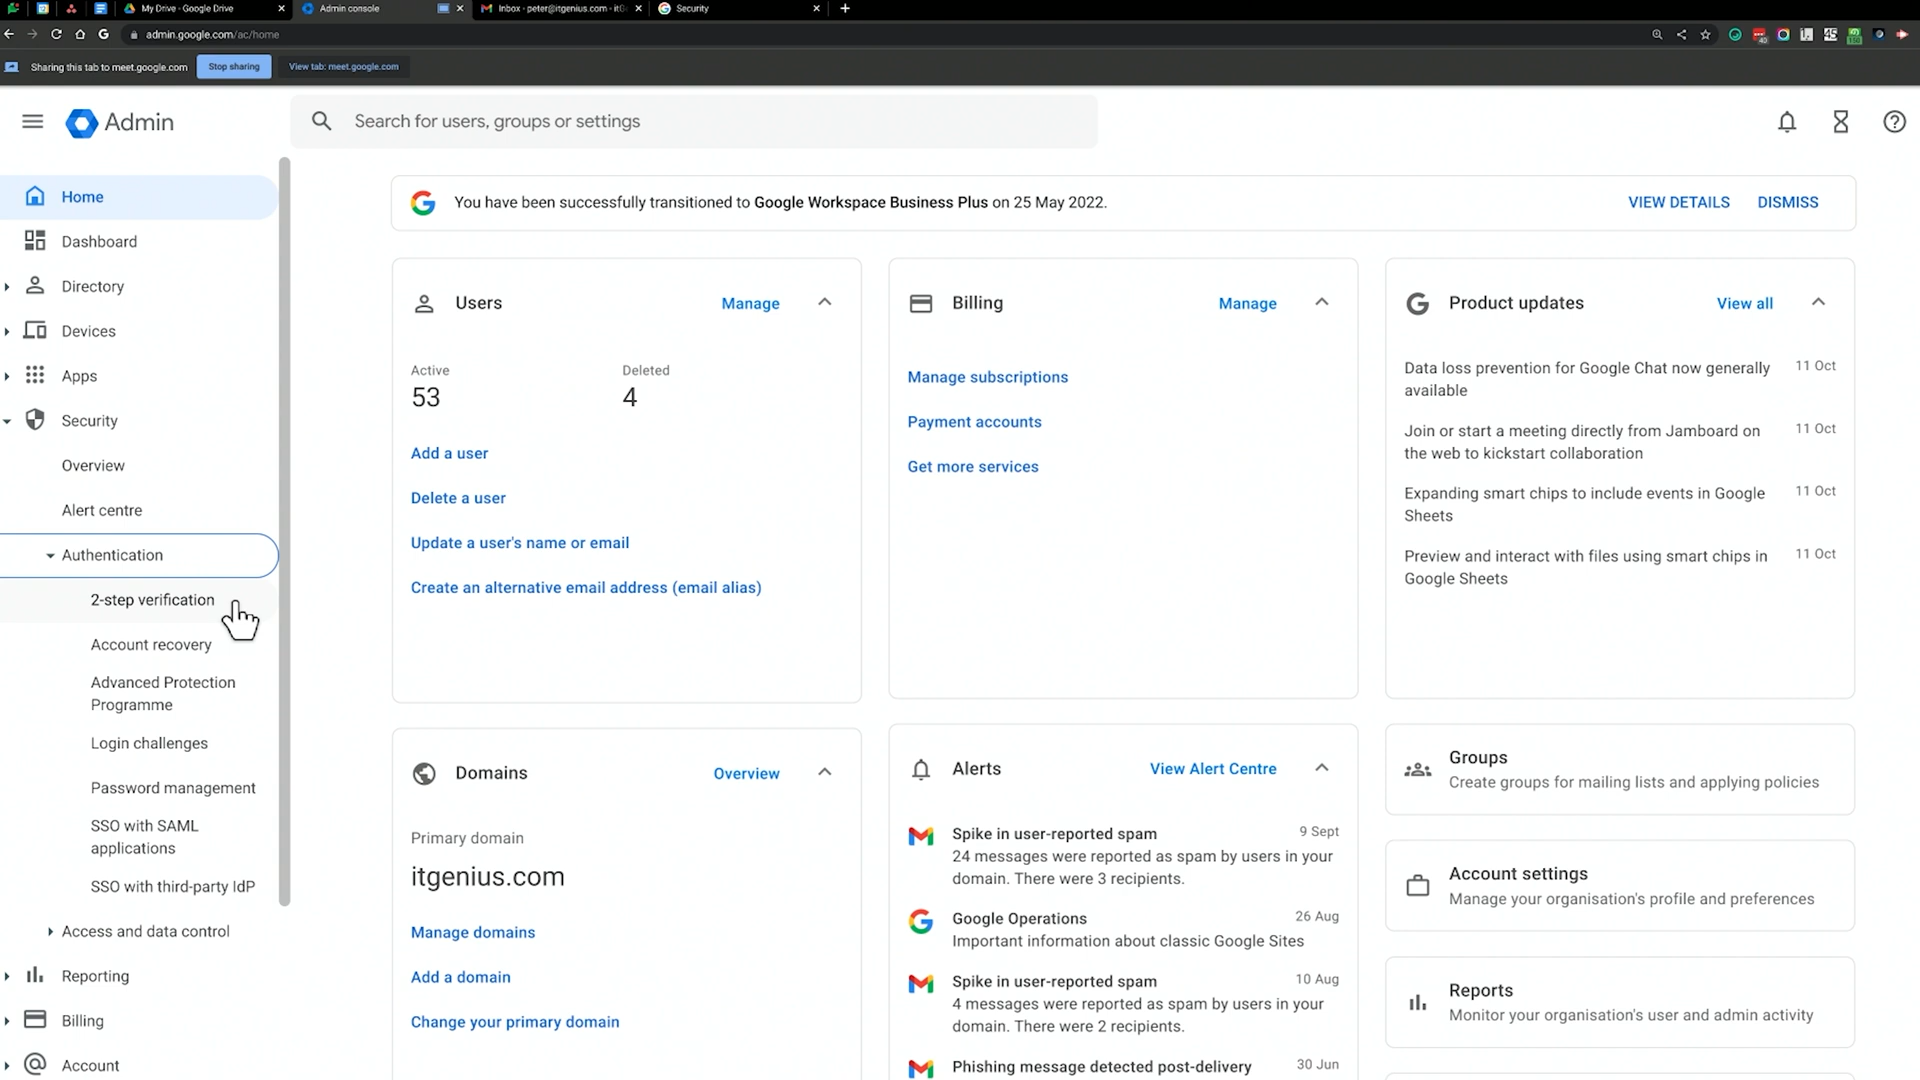 My Drive - Google Drive
Admin console
Inbox - peter@itgenius.com - itG
Security
admin.google.com/ac/home
Sharing this tab to meet.google.com
Stop sharing
View tab: meet.google.com
Admin
Search for users, groups or settings
Home
Dashboard
Directory
Devices
Apps
Security
Overview
Alert centre
Authentication
2-step verification
Account recovery
Advanced Protection
Programme
Login challenges
Password management
SSO with SAML
applications
SSO with third-party IdP
Access and data control
Reporting
Billing
Account
You have been successfully transitioned to Google Workspace Business Plus on 25 May 2022.
VIEW DETAILS
DISMISS
Users
Manage
Active
Deleted
53
4
Add a user
Delete a user
Update a user's name or email
Create an alternative email address (email alias)
Billing
Manage
Manage subscriptions
Payment accounts
Get more services
Product updates
View all
Data loss prevention for Google Chat now generally
available
11 Oct
Join or start a meeting directly from Jamboard on
the web to kickstart collaboration
11 Oct
Expanding smart chips to include events in Google
Sheets
11 Oct
Preview and interact with files using smart chips in
Google Sheets
11 Oct
Domains
Overview
Primary domain
itgenius.com
Manage domains
Add a domain
Change your primary domain
Alerts
View Alert Centre
Spike in user-reported spam
9 Sept
24 messages were reported as spam by users in your
domain. There were 3 recipients.
Google Operations
26 Aug
Important information about classic Google Sites
Spike in user-reported spam
10 Aug
4 messages were reported as spam by users in your
domain. There were 2 recipients.
Phishing message detected post-delivery
30 Jun
Groups
Create groups for mailing lists and applying policies
Account settings
Manage your organisation's profile and preferences
Reports
Monitor your organisation's user and admin activity